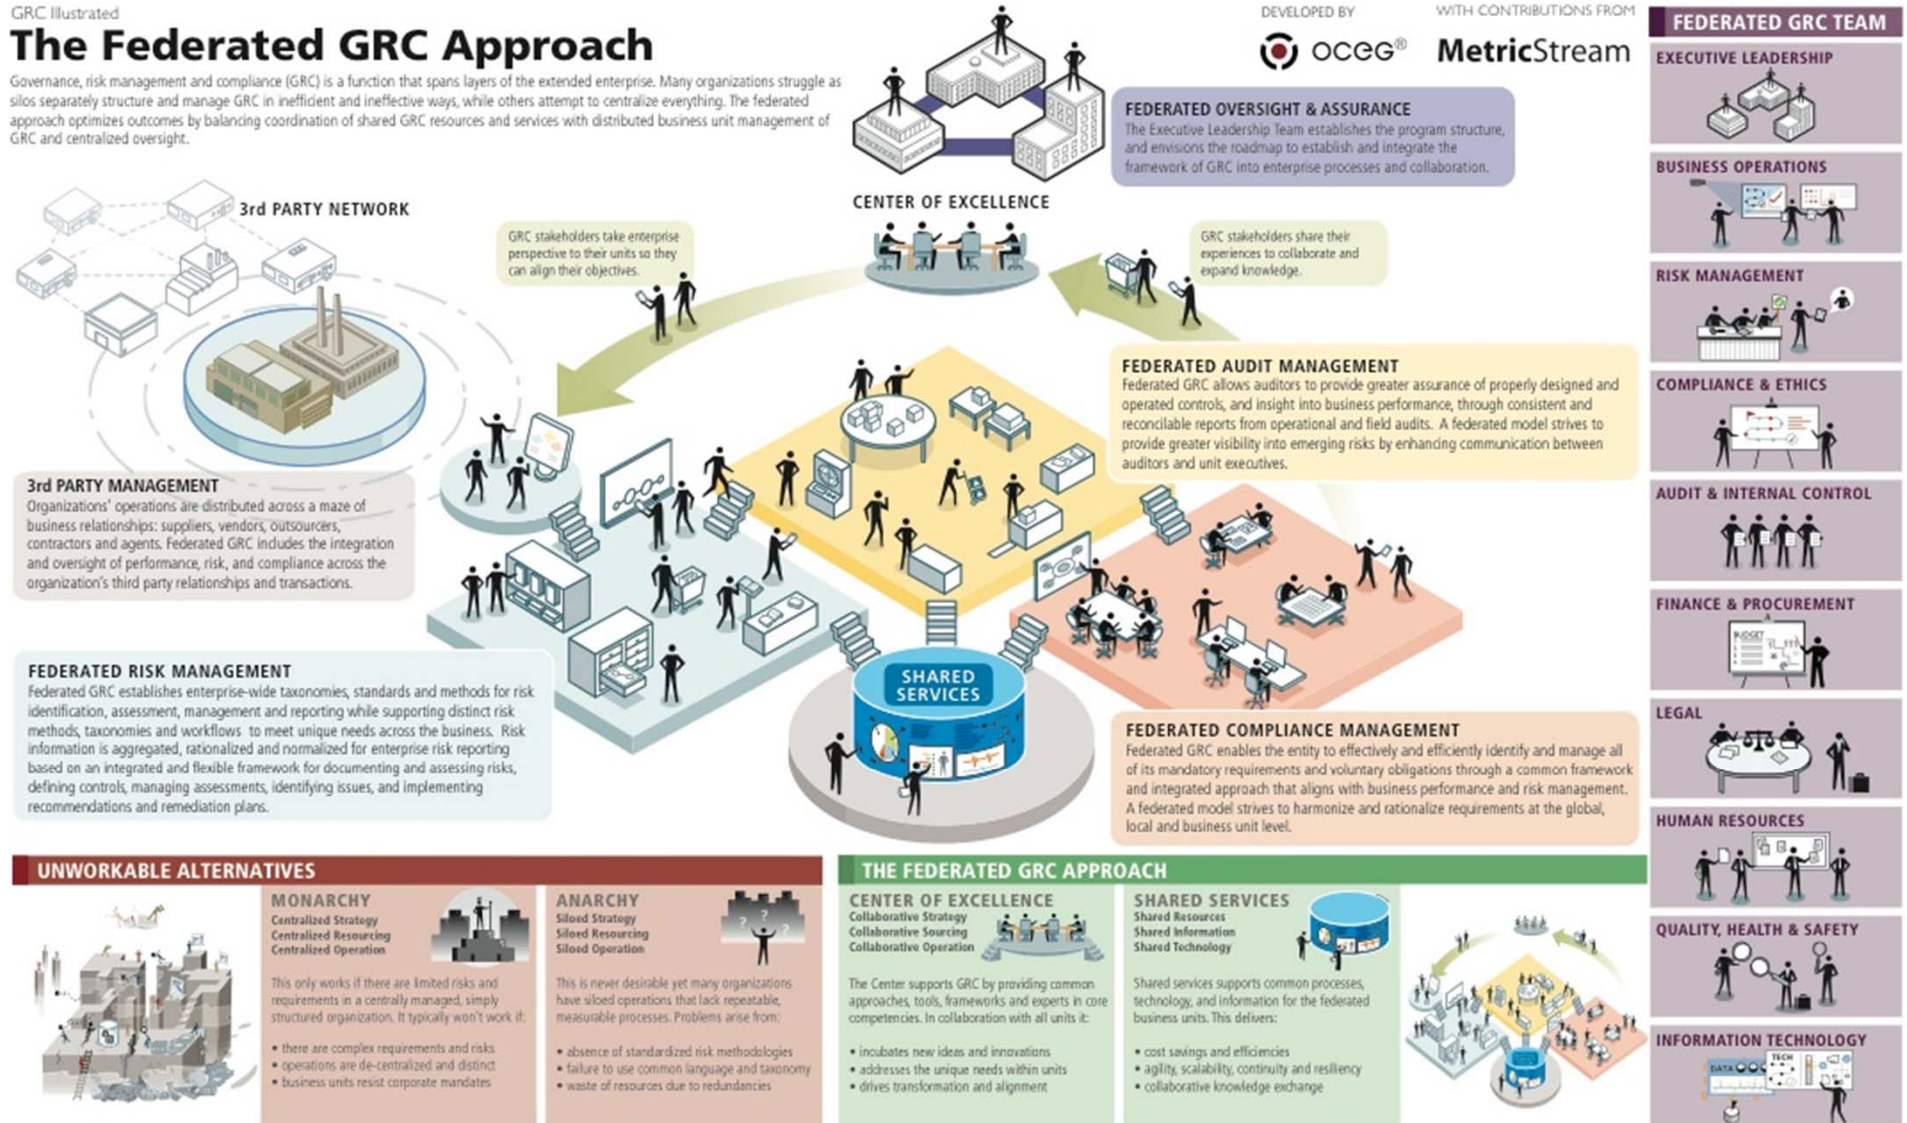 GRC Illustrated
The Federated GRC Approach
Governance, risk management and compliance (GRC) is a function that spans layers of the extended enterprise. Many organizations struggle as
silos separately structure and manage GRC in inefficient and ineffective ways, while others attempt to centralize everything. The federated
approach optimizes outcomes by balancing coordination of shared GRC resources and services with distributed business unit management of
GRC and centralized oversight.
DEVELOPED BY
OCEG®
WITH CONTRIBUTIONS FROM
MetricStream
FEDERATED OVERSIGHT & ASSURANCE
The Executive Leadership Team establishes the program structure,
and envisions the roadmap to establish and integrate the
framework of GRC into enterprise processes and collaboration.
3rd PARTY NETWORK
CENTER OF EXCELLENCE
GRC stakeholders take enterprise
perspective to their units so they
can align their objectives.
GRC stakeholders share their
experiences to collaborate and
expand knowledge.
FEDERATED AUDIT MANAGEMENT
Federated GRC allows auditors to provide greater assurance of properly designed and
operated controls, and insight into business performance, through consistent and
reconcilable reports from operational and field audits. A federated model strives to
provide greater visibility into emerging risks by enhancing communication between
auditors and unit executives.
3rd PARTY MANAGEMENT
Organizations' operations are distributed across a maze of
business relationships: suppliers, vendors, outsourcers,
contractors and agents. Federated GRC includes the integration
and oversight of performance, risk, and compliance across the
organization's third party relationships and transactions.
FEDERATED RISK MANAGEMENT
Federated GRC establishes enterprise-wide taxonomies, standards and methods for risk
identification, assessment, management and reporting while supporting distinct risk
methods, taxonomies and workflows to meet unique needs across the business. Risk
information is aggregated, rationalized and normalized for enterprise risk reporting
based on an integrated and flexible framework for documenting and assessing risks,
defining controls, managing assessments, identifying issues, and implementing
recommendations and remediation plans.
SHARED
SERVICES
FEDERATED COMPLIANCE MANAGEMENT
Federated GRC enables the entity to effectively and efficiently identify and manage all
of its mandatory requirements and voluntary obligations through a common framework
and integrated approach that aligns with business performance and risk management.
A federated model strives to harmonize and rationalize requirements at the global,
local and business unit level.
UNWORKABLE ALTERNATIVES
MONARCHY
Centralized Strategy
Centralized Resourcing
Centralized Operation
This only works if there are limited risks and
requirements in a centrally managed, simply
structured organization. It typically won't work if:
• there are complex requirements and risks
• operations are de-centralized and distinct
• business units resist corporate mandates
ANARCHY
Siloed Strategy
Siloed Resourcing
Siloed Operation
? ? ?
This is never desirable yet many organizations
have siloed operations that lack repeatable,
measurable processes. Problems arise from:
• absence of standardized risk methodologies
• failure to use common language and taxonomy
• waste of resources due to redundancies
THE FEDERATED GRC APPROACH
CENTER OF EXCELLENCE
Collaborative Strategy
Collaborative Sourcing
Collaborative Operation
The Center supports GRC by providing common
approaches, tools, frameworks and experts in core
competencies. In collaboration with all units it:
• incubates new ideas and innovations
• addresses the unique needs within units
• drives transformation and alignment
SHARED SERVICES
Shared Resources
Shared Information
Shared Technology
Shared services supports common processes,
technology, and information for the federated
business units. This delivers:
• cost savings and efficiencies
• agility, scalability, continuity and resiliency
• collaborative knowledge exchange
FEDERATED GRC TEAM
EXECUTIVE LEADERSHIP
BUSINESS OPERATIONS
RISK MANAGEMENT
COMPLIANCE & ETHICS
AUDIT & INTERNAL CONTROL
FINANCE & PROCUREMENT
BUDGET
LEGAL
HUMAN RESOURCES
QUALITY, HEALTH & SAFETY
INFORMATION TECHNOLOGY
DATA
TECH